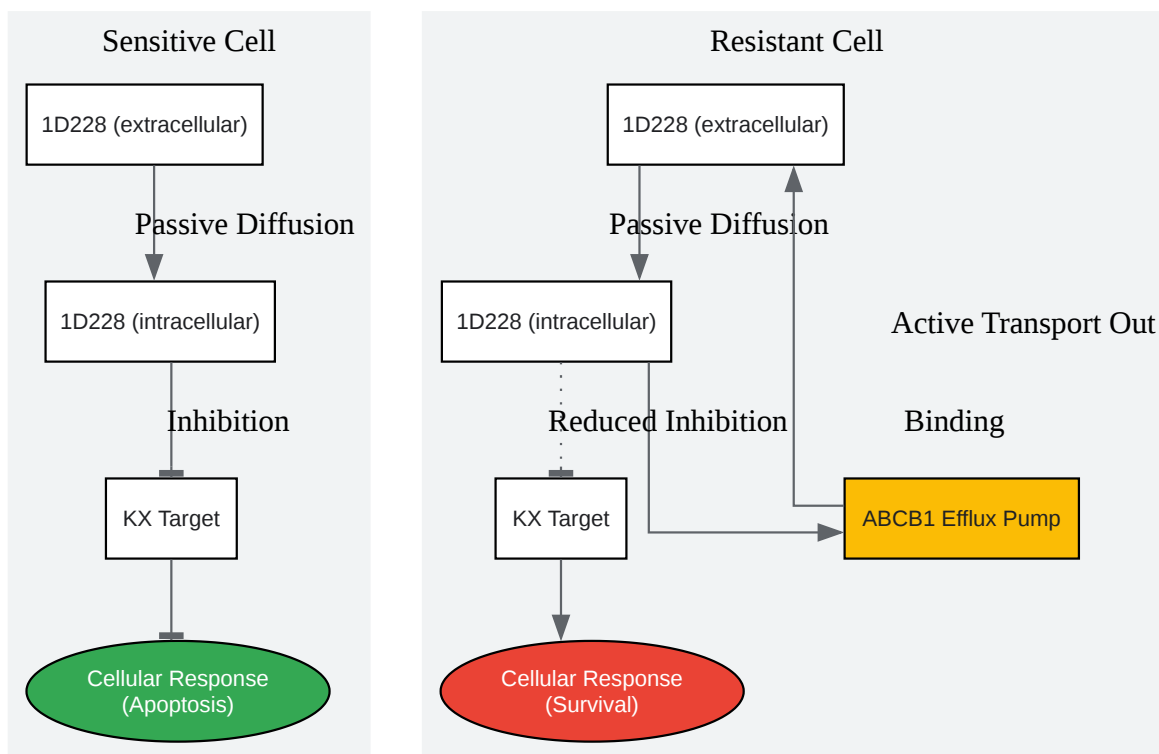 Sensitive Cell
1D228 (extracellular)
Passive Diffusion
1D228 (intracellular)
Inhibition
KX Target
Cellular Response
(Apoptosis)
Resistant Cell
1D228 (extracellular)
Passive Diffusion
1D228 (intracellular)
Active Transport Out
Reduced Inhibition
Binding
KX Target
ABCB1 Efflux Pump
Cellular Response
(Survival)